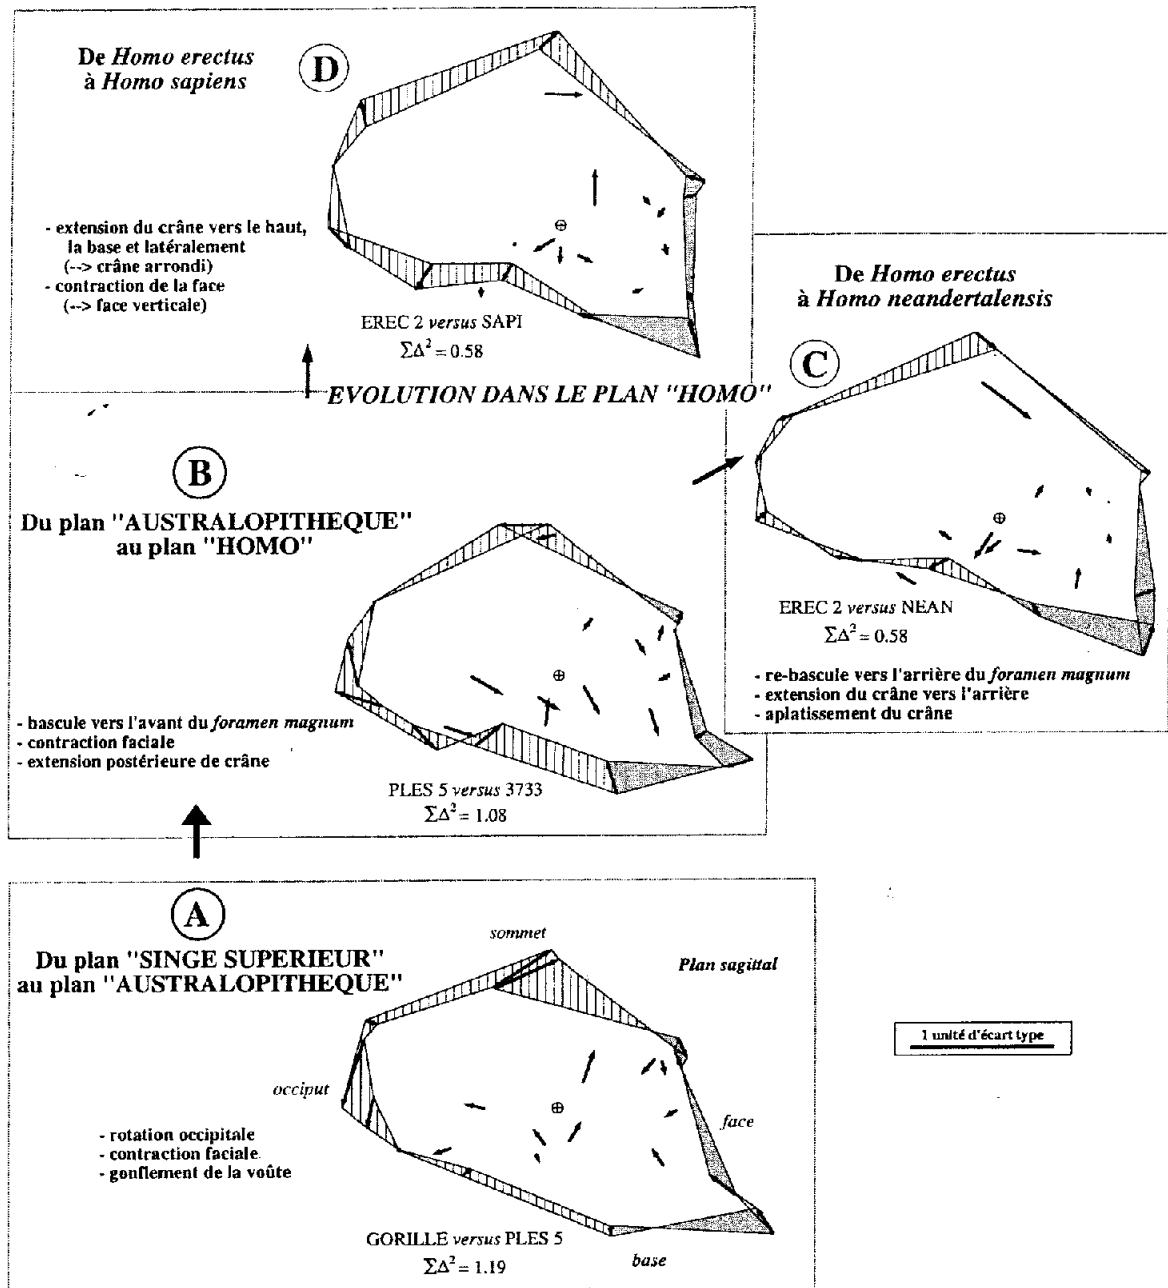 De Homo erectus
à Homo sapiens
D
- extension du crâne vers le haut,
la base et latéralement
(--> crâne arrondi)
- contraction de la face
(--> face verticale)
EREC 2 versus SAPI
ΣΔ² = 0.58
De Homo erectus
à Homo neandertalensis
C
EREC 2 versus NEAN
ΣΔ² = 0.58
- re-bascule vers l'arrière du foramen magnum
- extension du crâne vers l'arrière
- aplatissement du crâne
EVOLUTION DANS LE PLAN "HOMO"
B
Du plan "AUSTRALOPITHEQUE"
au plan "HOMO"
- bascule vers l'avant du foramen magnum
- contraction faciale
- extension postérieure de crâne
PLES 5 versus 3733
ΣΔ² = 1.08
A
Du plan "SINGE SUPERIEUR"
au plan "AUSTRALOPITHEQUE"
sommet
Plan sagittal
occiput
face
base
- rotation occipitale
- contraction faciale
- gonflement de la voûte
GORILLE versus PLES 5
ΣΔ² = 1.19
1 unité d'écart type